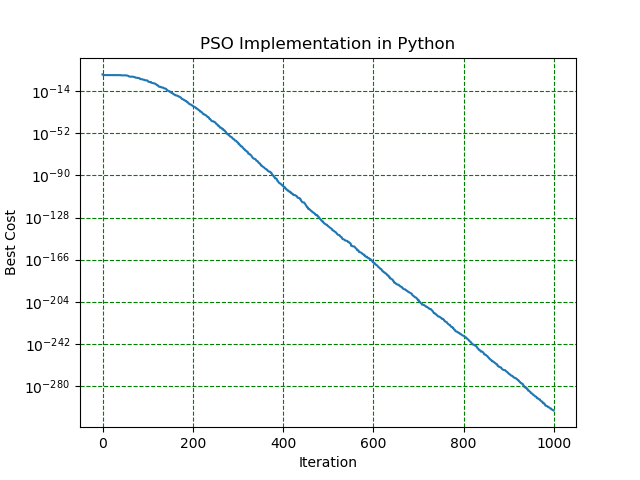 PSO Implementation in Python
Best Cost
10⁻¹⁴
10⁻⁵²
10⁻⁹⁰
10⁻¹²⁸
10⁻¹⁶⁶
10⁻²⁰⁴
10⁻²⁴²
10⁻²⁸⁰
0 200 400 600 800 1000
Iteration